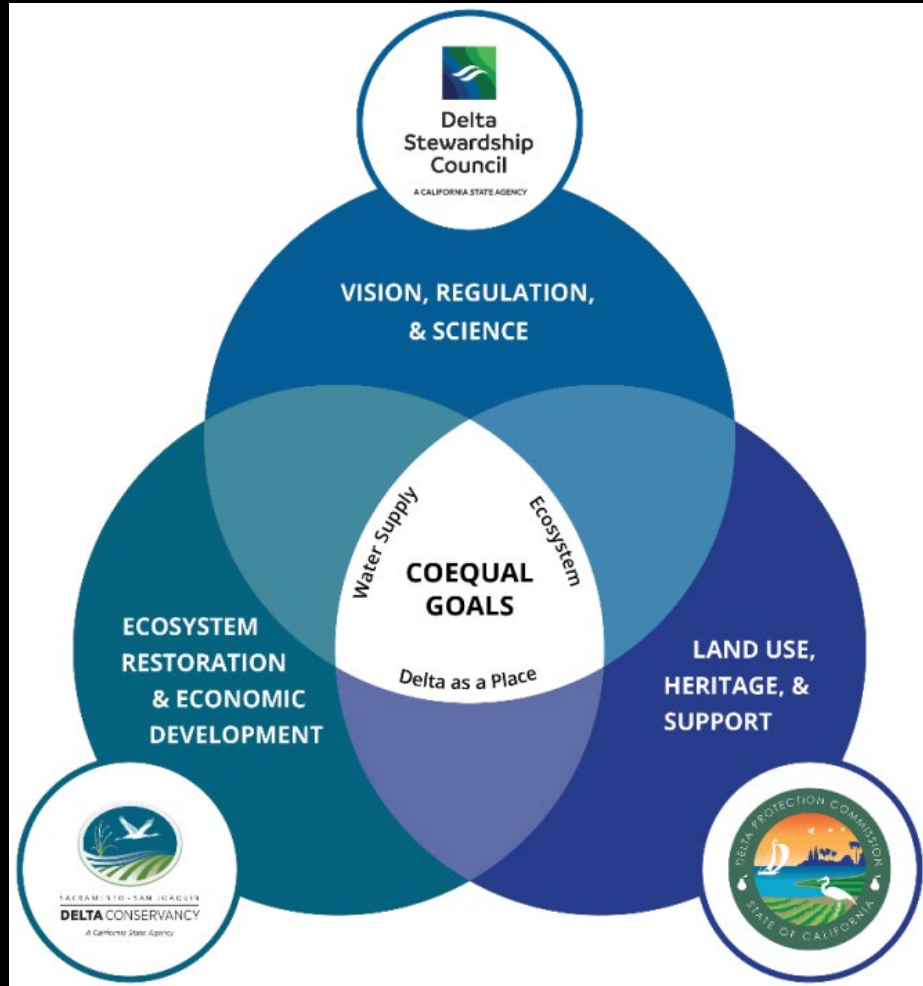 Delta
Stewardship
Council
A CALIFORNIA STATE AGENCY
VISION, REGULATION,
& SCIENCE
Water Supply
Ecosystem
COEQUAL
GOALS
Delta as a Place
ECOSYSTEM
RESTORATION
& ECONOMIC
DEVELOPMENT
LAND USE,
HERITAGE, &
SUPPORT
SACRAMENTO - SAN JOAQUIN
DELTA CONSERVANCY
A California State Agency
DELTA PROTECTION COMMISSION
STATE OF CALIFORNIA